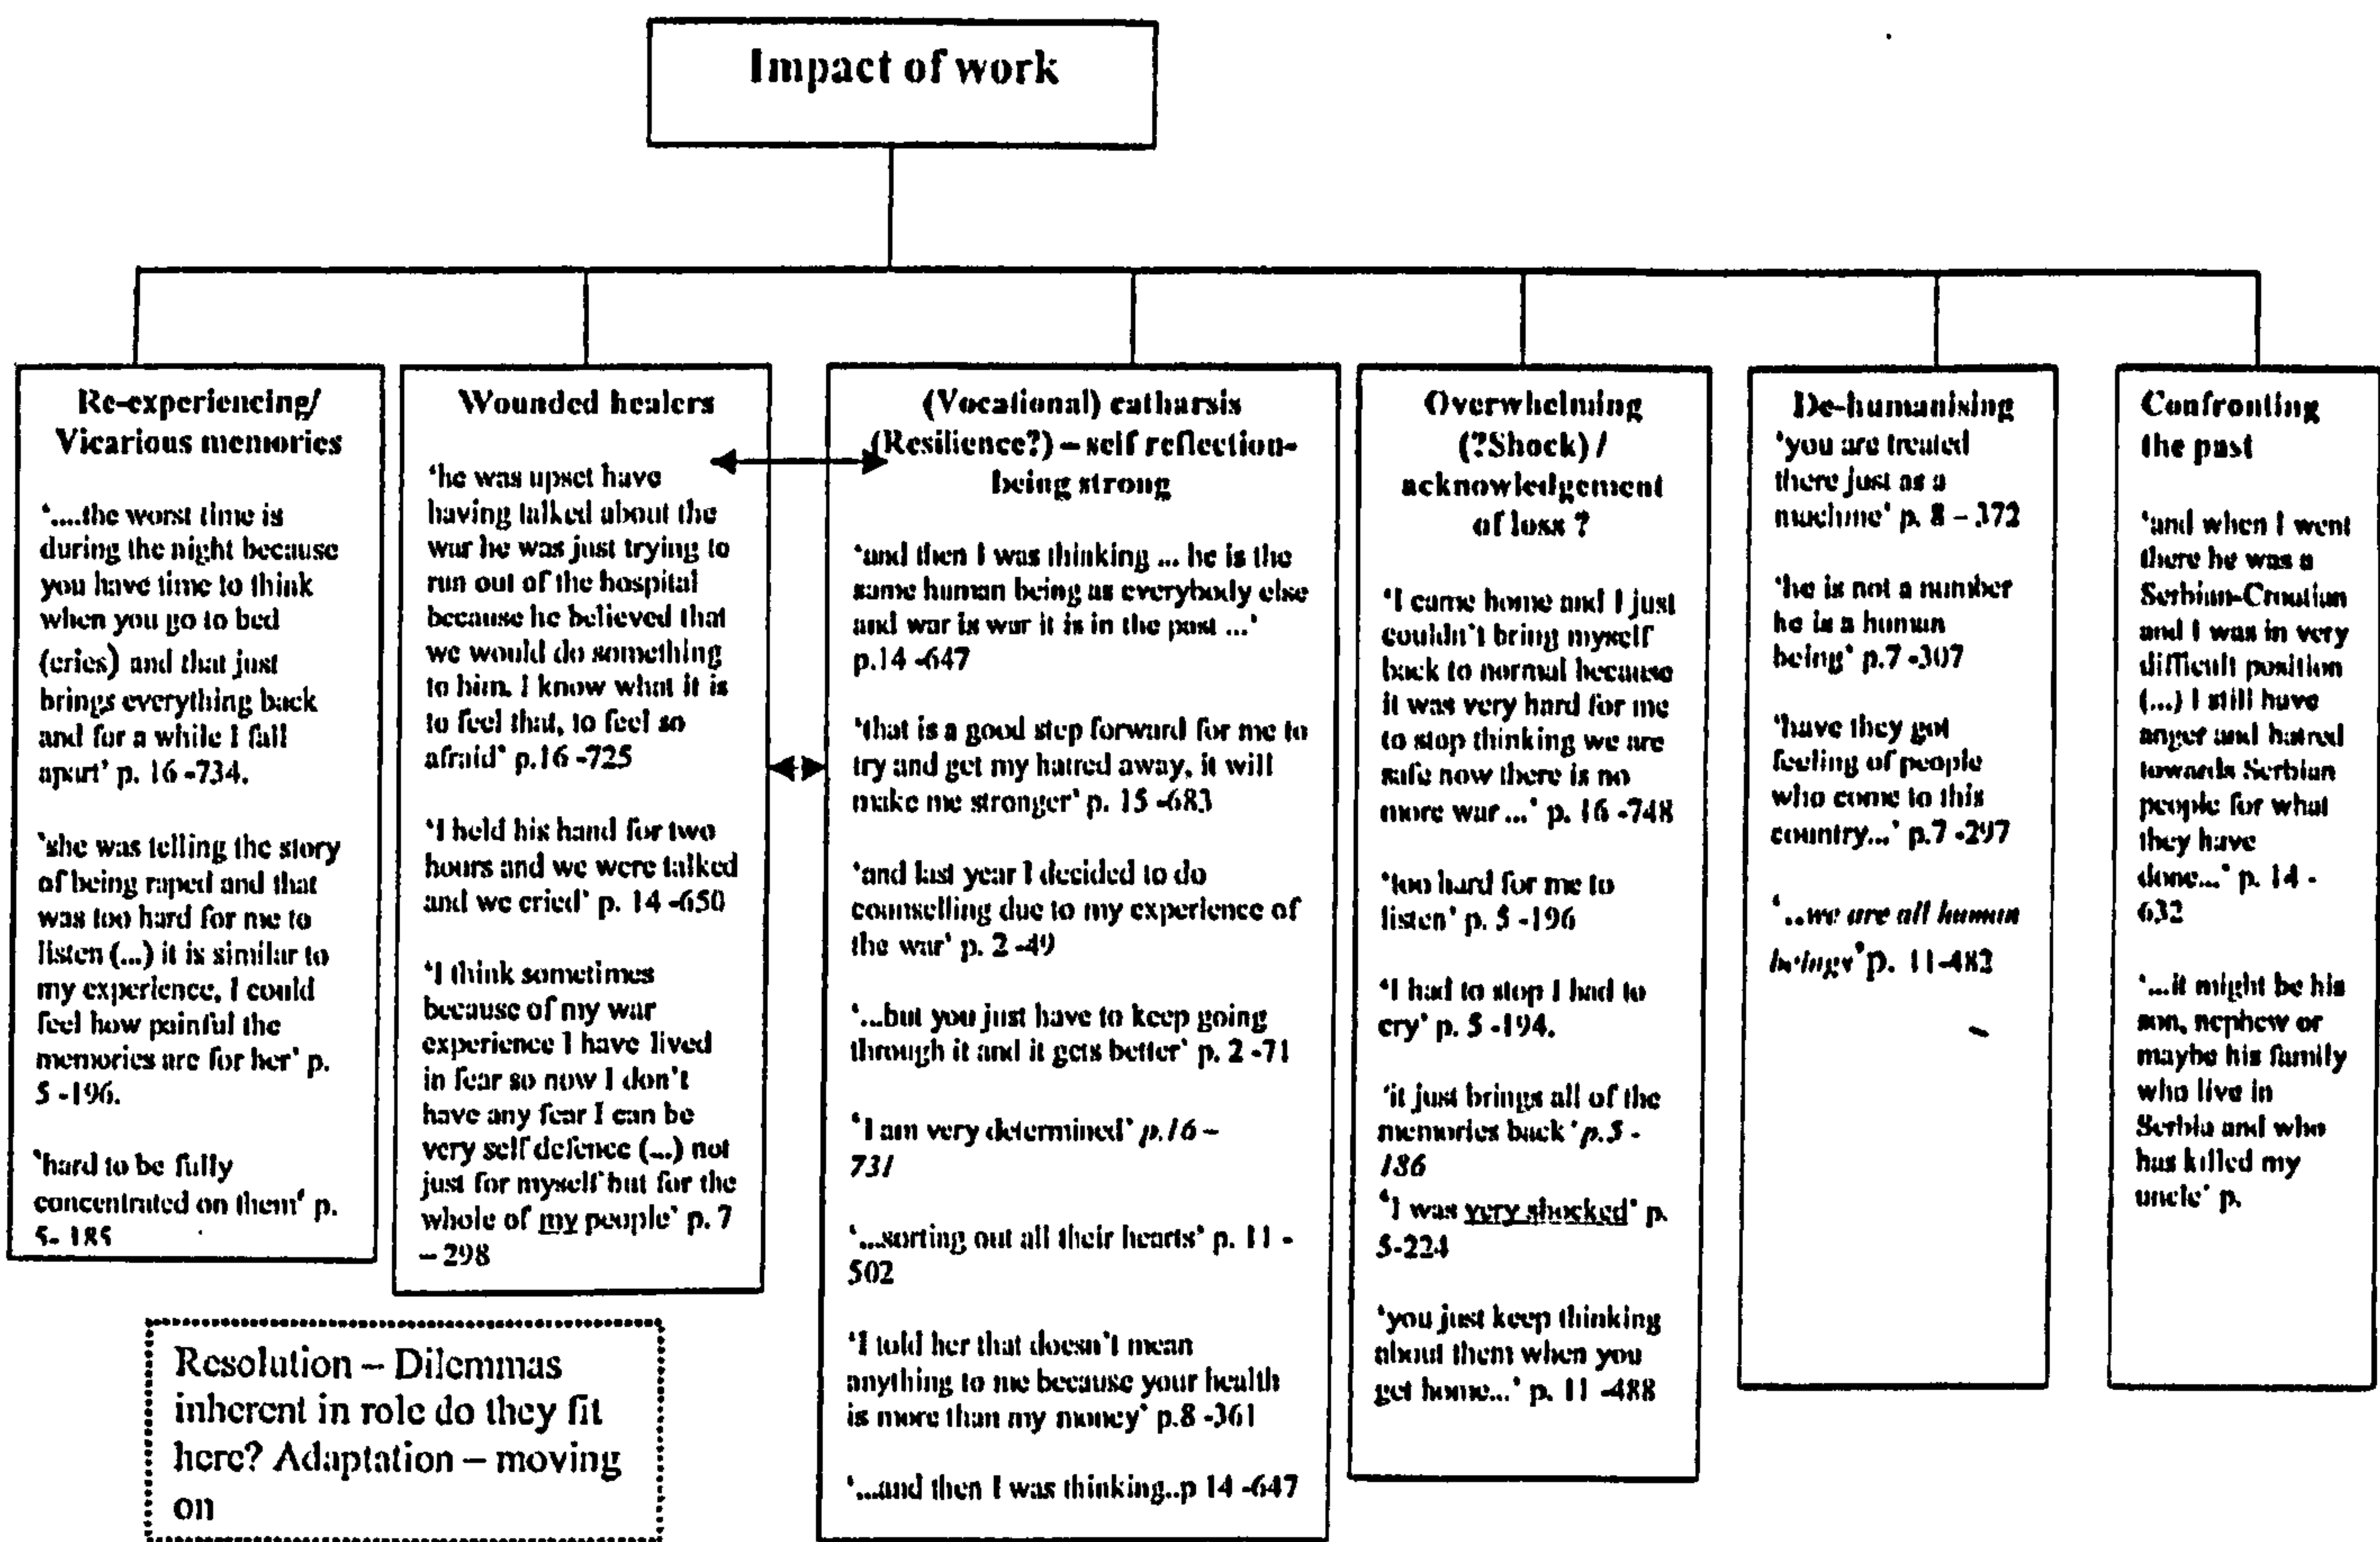 Impact of work
Re-experiencing/
Vicarious memories
'....the worst time is
during the night because
you have time to think
when you go to bed
(cries) and that just
brings everything back
and for a while I fall
apart' p. 16 -734.
'she was telling the story
of being raped and that
was too hard for me to
listen (...) it is similar to
my experience, I could
feel how painful the
memories are for her' p.
5 -196.
'hard to be fully
concentrated on them' p.
5- 185
Wounded healers
'he was upset have
having talked about the
war he was just trying to
run out of the hospital
because he believed that
we would do something
to him. I know what it is
to feel that, to feel so
afraid' p.16 -725
'I held his hand for two
hours and we were talked
and we cried' p. 14 -650
'I think sometimes
because of my war
experience I have lived
in fear so now I don't
have any fear I can be
very self defence (...) not
just for myself but for the
whole of my people' p. 7
– 298
(Vocational) catharsis
(Resilience?) – self reflection-
being strong
'and then I was thinking ... he is the
same human being as everybody else
and war is war it is in the past ...'
p.14 -647
'that is a good step forward for me to
try and get my hatred away, it will
make me stronger' p. 15 -683
'and last year I decided to do
counselling due to my experience of
the war' p. 2 -49
'...but you just have to keep going
through it and it gets better' p. 2 -71
'I am very determined' p.16 –
731
'...sorting out all their hearts' p. 11 -
502
'I told her that doesn't mean
anything to me because your health
is more than my money' p.8 -361
'...and then I was thinking..p 14 -647
Overwhelming
(?Shock) /
acknowledgement
of loss ?
'I came home and I just
couldn't bring myself
back to normal because
it was very hard for me
to stop thinking we are
safe now there is no
more war ...' p. 16 -748
'too hard for me to
listen' p. 5 -196
'I had to stop I had to
cry' p. 5 -194.
'it just brings all of the
memories back 'p.5 -
186
'I was very shocked' p.
5-224
'you just keep thinking
about them when you
get home...' p. 11 -488
De-humanising
'you are treated
there just as a
machine' p. 8 – 372
'he is not a number
he is a human
being' p.7 -307
'have they got
feeling of people
who come to this
country...' p.7 -297
'..we are all human
beings'p. 11-482
Confronting
the past
'and when I went
there he was a
Serbian-Croatian
and I was in very
difficult position
(...) I still have
anger and hatred
towards Serbian
people for what
they have
done...' p. 14 -
632
'...it might be his
son, nephew or
maybe his family
who live in
Serbia and who
has killed my
uncle' p.
Resolution – Dilemmas
inherent in role do they fit
here? Adaptation – moving
on